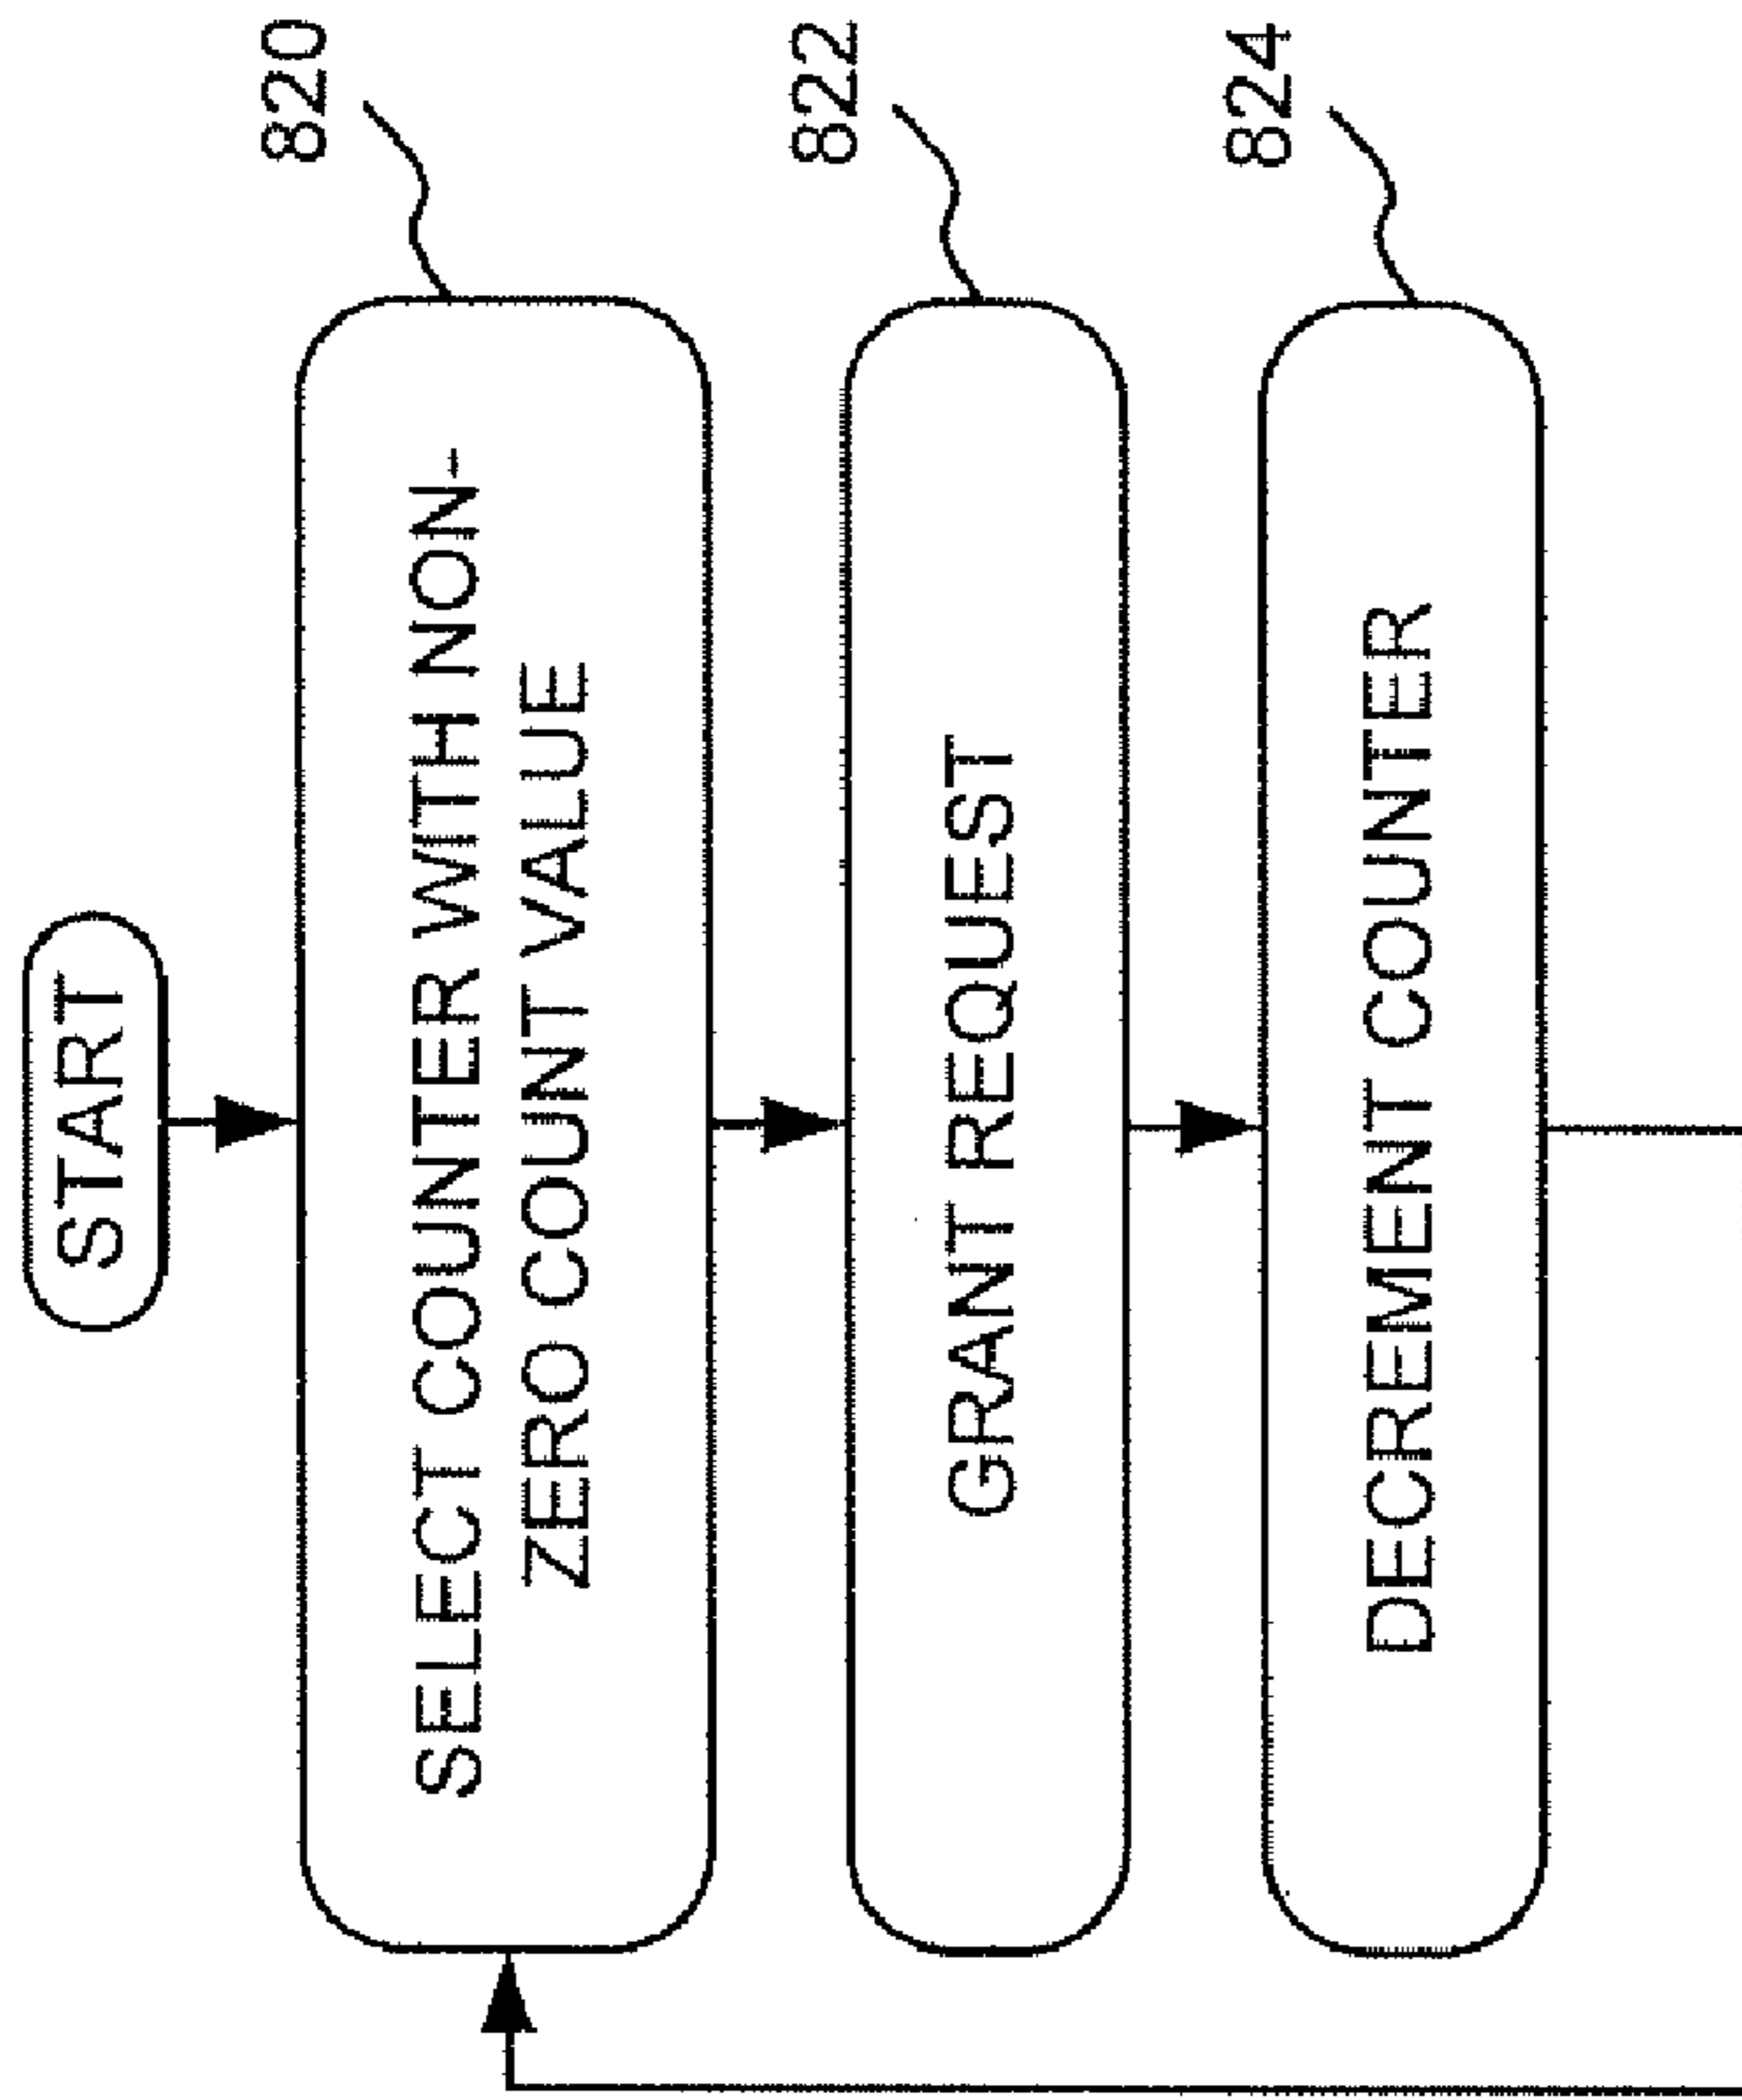 START
820
SELECT COUNTER WITH NON-
ZERO COUNT VALUE
822
GRANT REQUEST
824
DECREMENT COUNTER